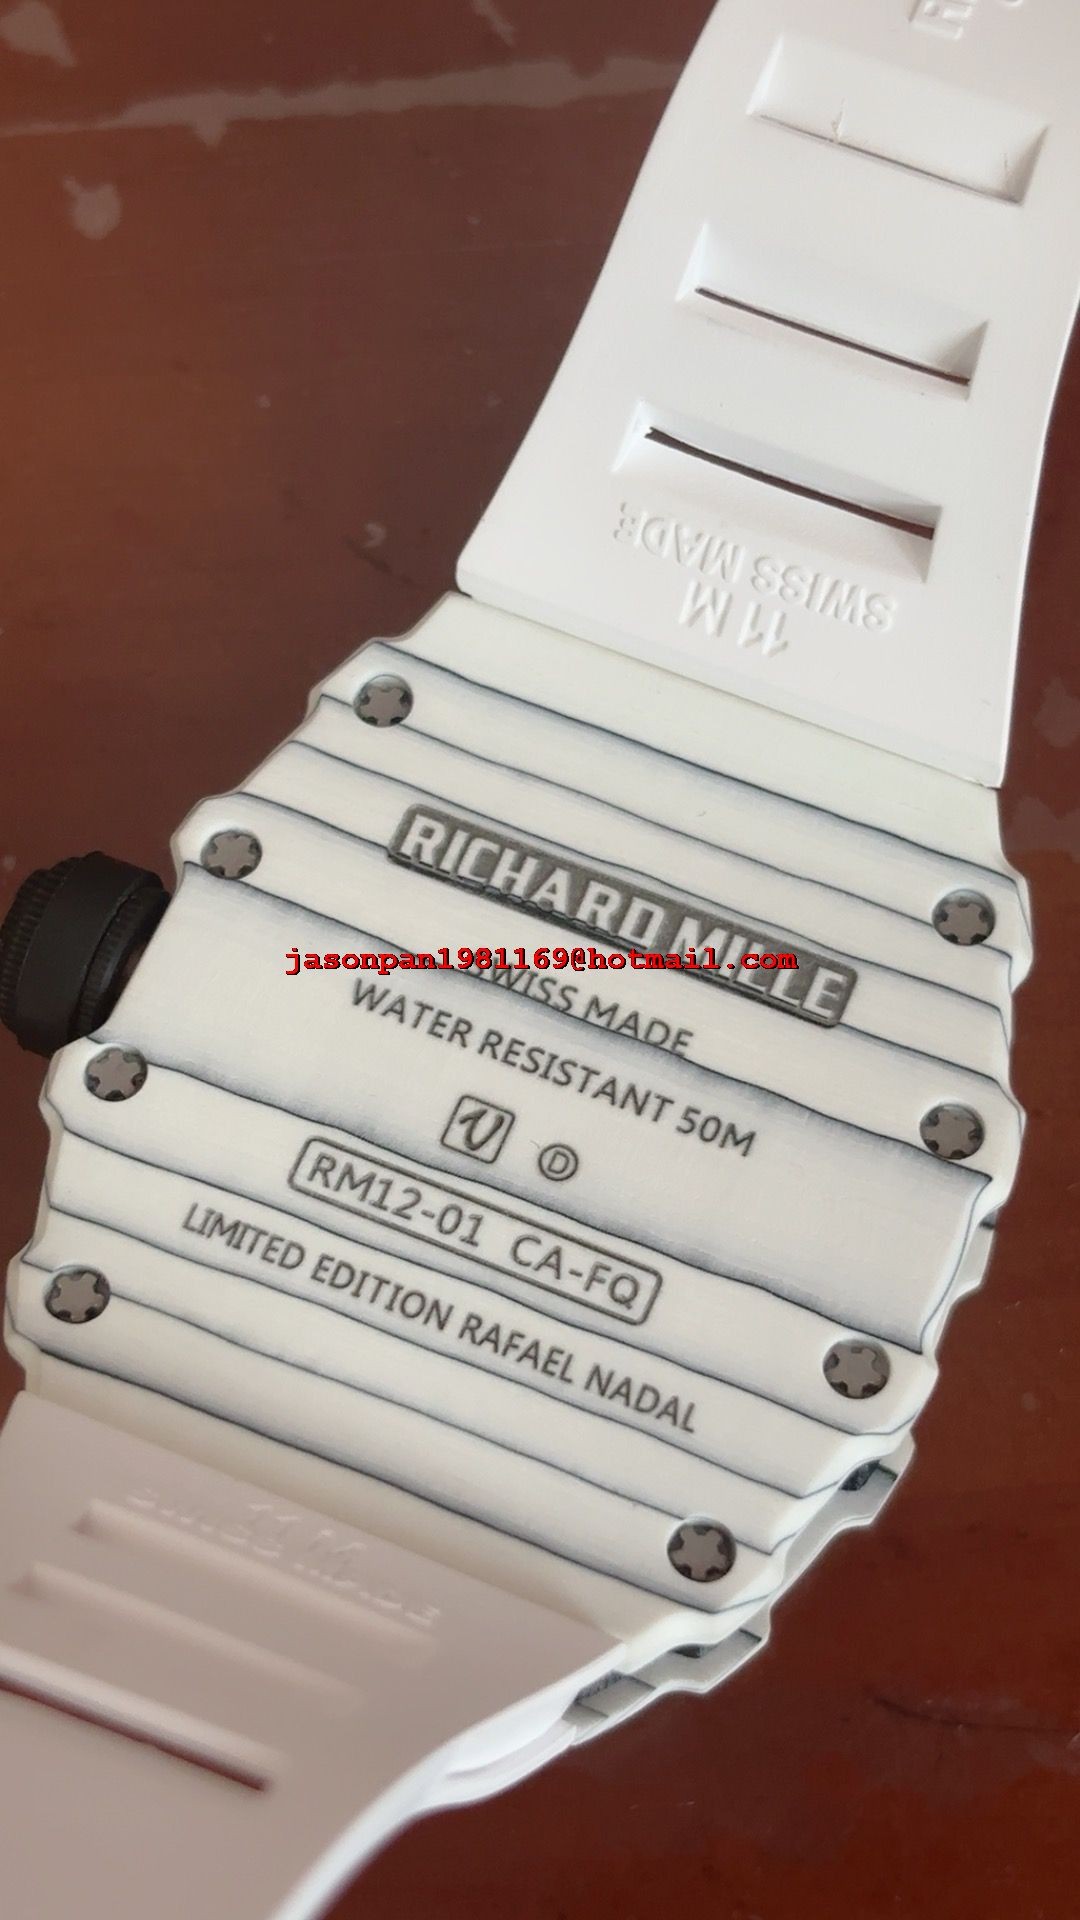 11 M
SWISS MADE
RICHARD MILLE
jasonpan1981169@hotmail.com
SWISS MADE
WATER RESISTANT 50M
D
RM12-01 CA-FQ
LIMITED EDITION RAFAEL NADAL